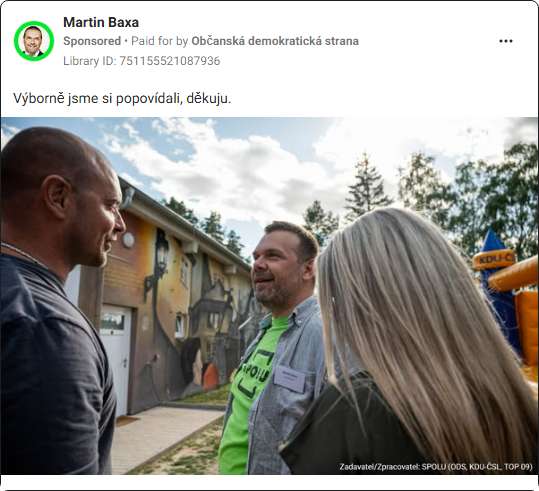 Martin Baxa
Sponsored • Paid for by Občanská demokratická strana
Library ID: 751155521087936
Výborně jsme si popovídali, děkuju.
KDU-Č
SPOLU
Zadavatel/Zpracovatel: SPOLU (ODS, KDU-ČSL, TOP 09)